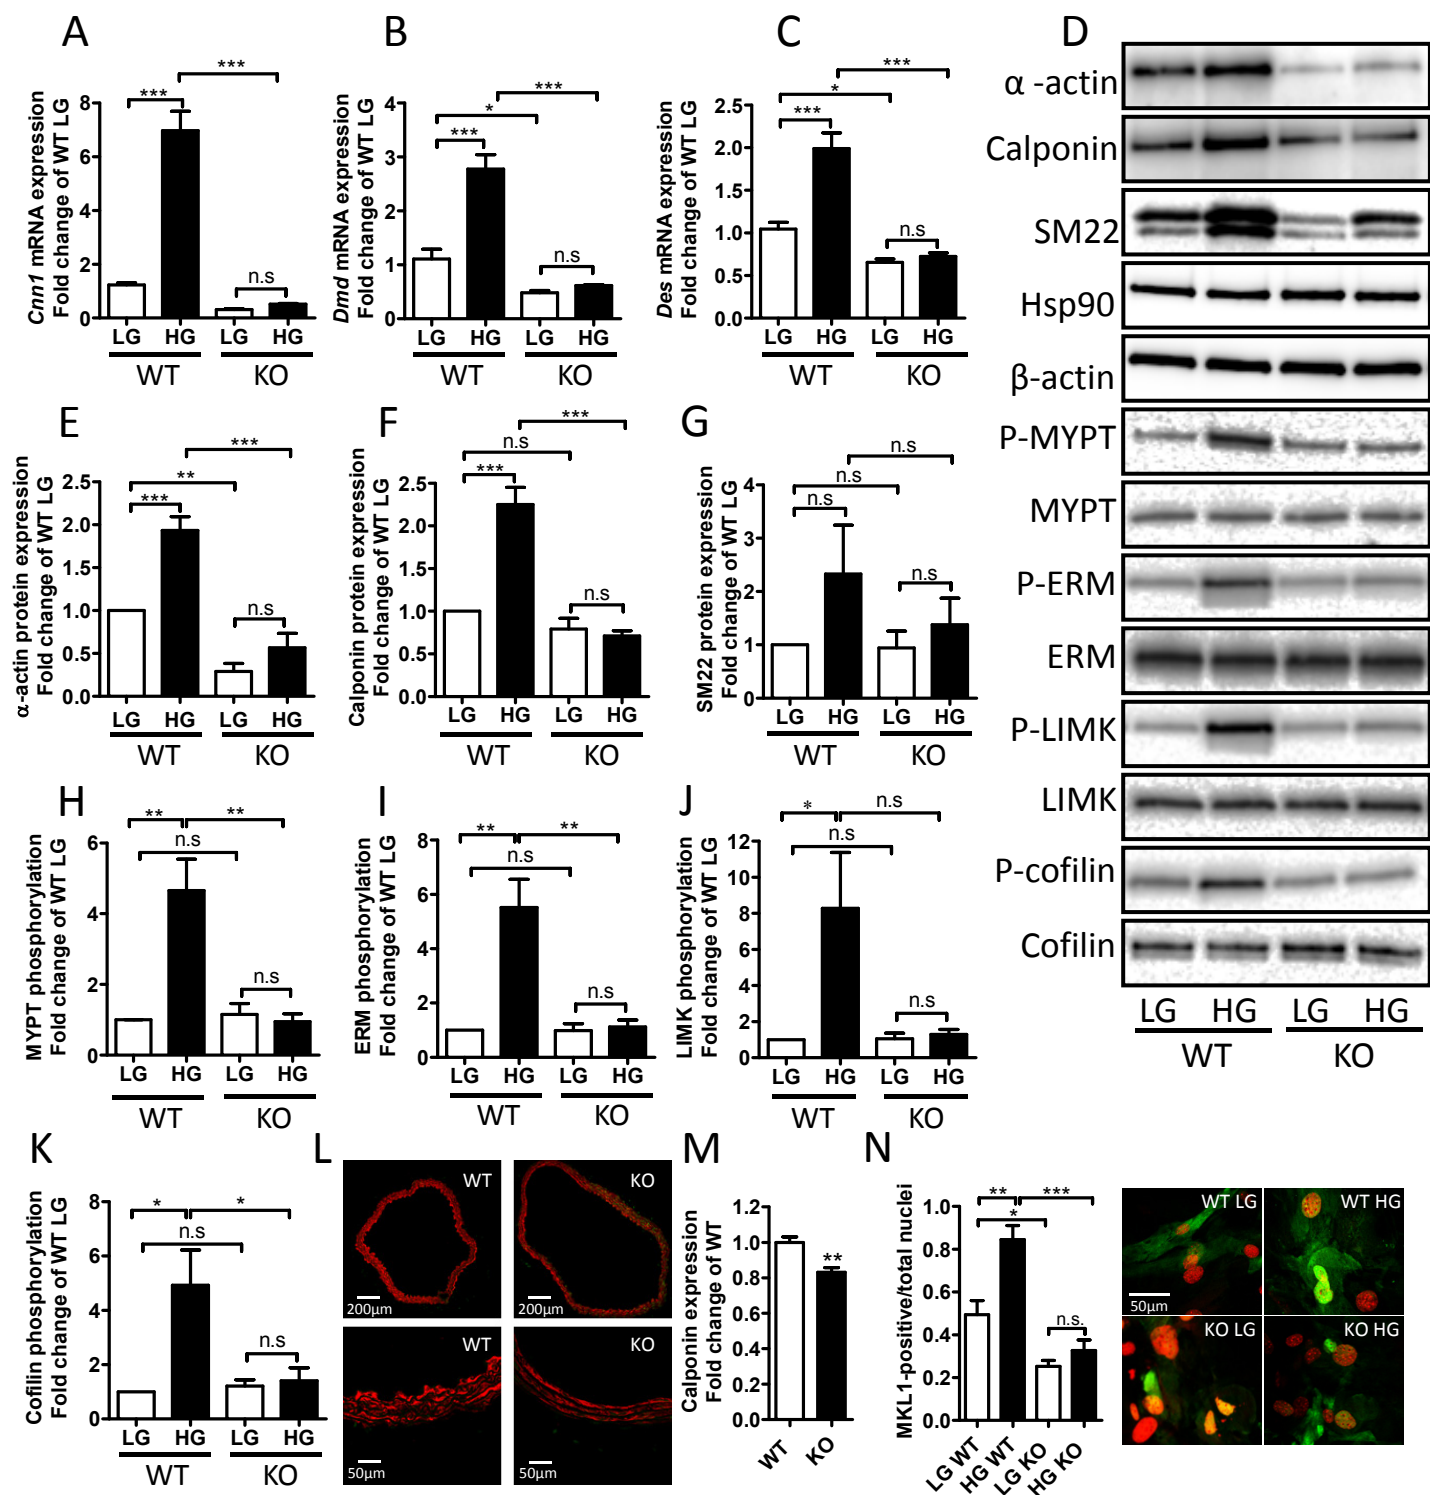 A
Cnn1 mRNA expression
Fold change of WT LG
8
6
4
2
0
***
***
n.s
LG HG LG HG
WT KO
B
Dmd mRNA expression
Fold change of WT LG
4
3
2
1
0
***
*
***
n.s
LG HG LG HG
WT KO
C
Des mRNA expression
Fold change of WT LG
2.5
2.0
1.5
1.0
0.5
0.0
***
*
***
n.s
LG HG LG HG
WT KO
D
α -actin
Calponin
SM22
Hsp90
β-actin
P-MYPT
MYPT
P-ERM
ERM
P-LIMK
LIMK
P-cofilin
Cofilin
LG HG LG HG
WT KO
E
α-actin protein expression
Fold change of WT LG
2.5
2.0
1.5
1.0
0.5
0.0
***
**
***
n.s
LG HG LG HG
WT KO
F
Calponin protein expression
Fold change of WT LG
2.5
2.0
1.5
1.0
0.5
0.0
***
n.s
***
n.s
LG HG LG HG
WT KO
G
SM22 protein expression
Fold change of WT LG
4
3
2
1
0
n.s
n.s
n.s
n.s
LG HG LG HG
WT KO
H
MYPT phosphorylation
Fold change of WT LG
6
4
2
0
** **
n.s
n.s
LG HG LG HG
WT KO
I
ERM phosphorylation
Fold change of WT LG
8
6
4
2
0
** **
n.s
n.s
LG HG LG HG
WT KO
J
LIMK phosphorylation
Fold change of WT LG
12
10
8
6
4
2
0
* n.s
n.s
n.s
LG HG LG HG
WT KO
K
Cofilin phosphorylation
Fold change of WT LG
8
6
4
2
0
* *
n.s
n.s
LG HG LG HG
WT KO
L
WT KO
200µm 200µm
WT KO
50µm 50µm
M
Calponin expression
Fold change of WT
1.2
1.0
0.8
0.6
0.4
0.2
0.0
**
WT KO
N
MKL1-positive/total nuclei
1.0
0.8
0.6
0.4
0.2
0.0
** ***
*
n.s.
LG WT HG WT LG KO HG KO
WT LG WT HG
50µm
KO LG KO HG